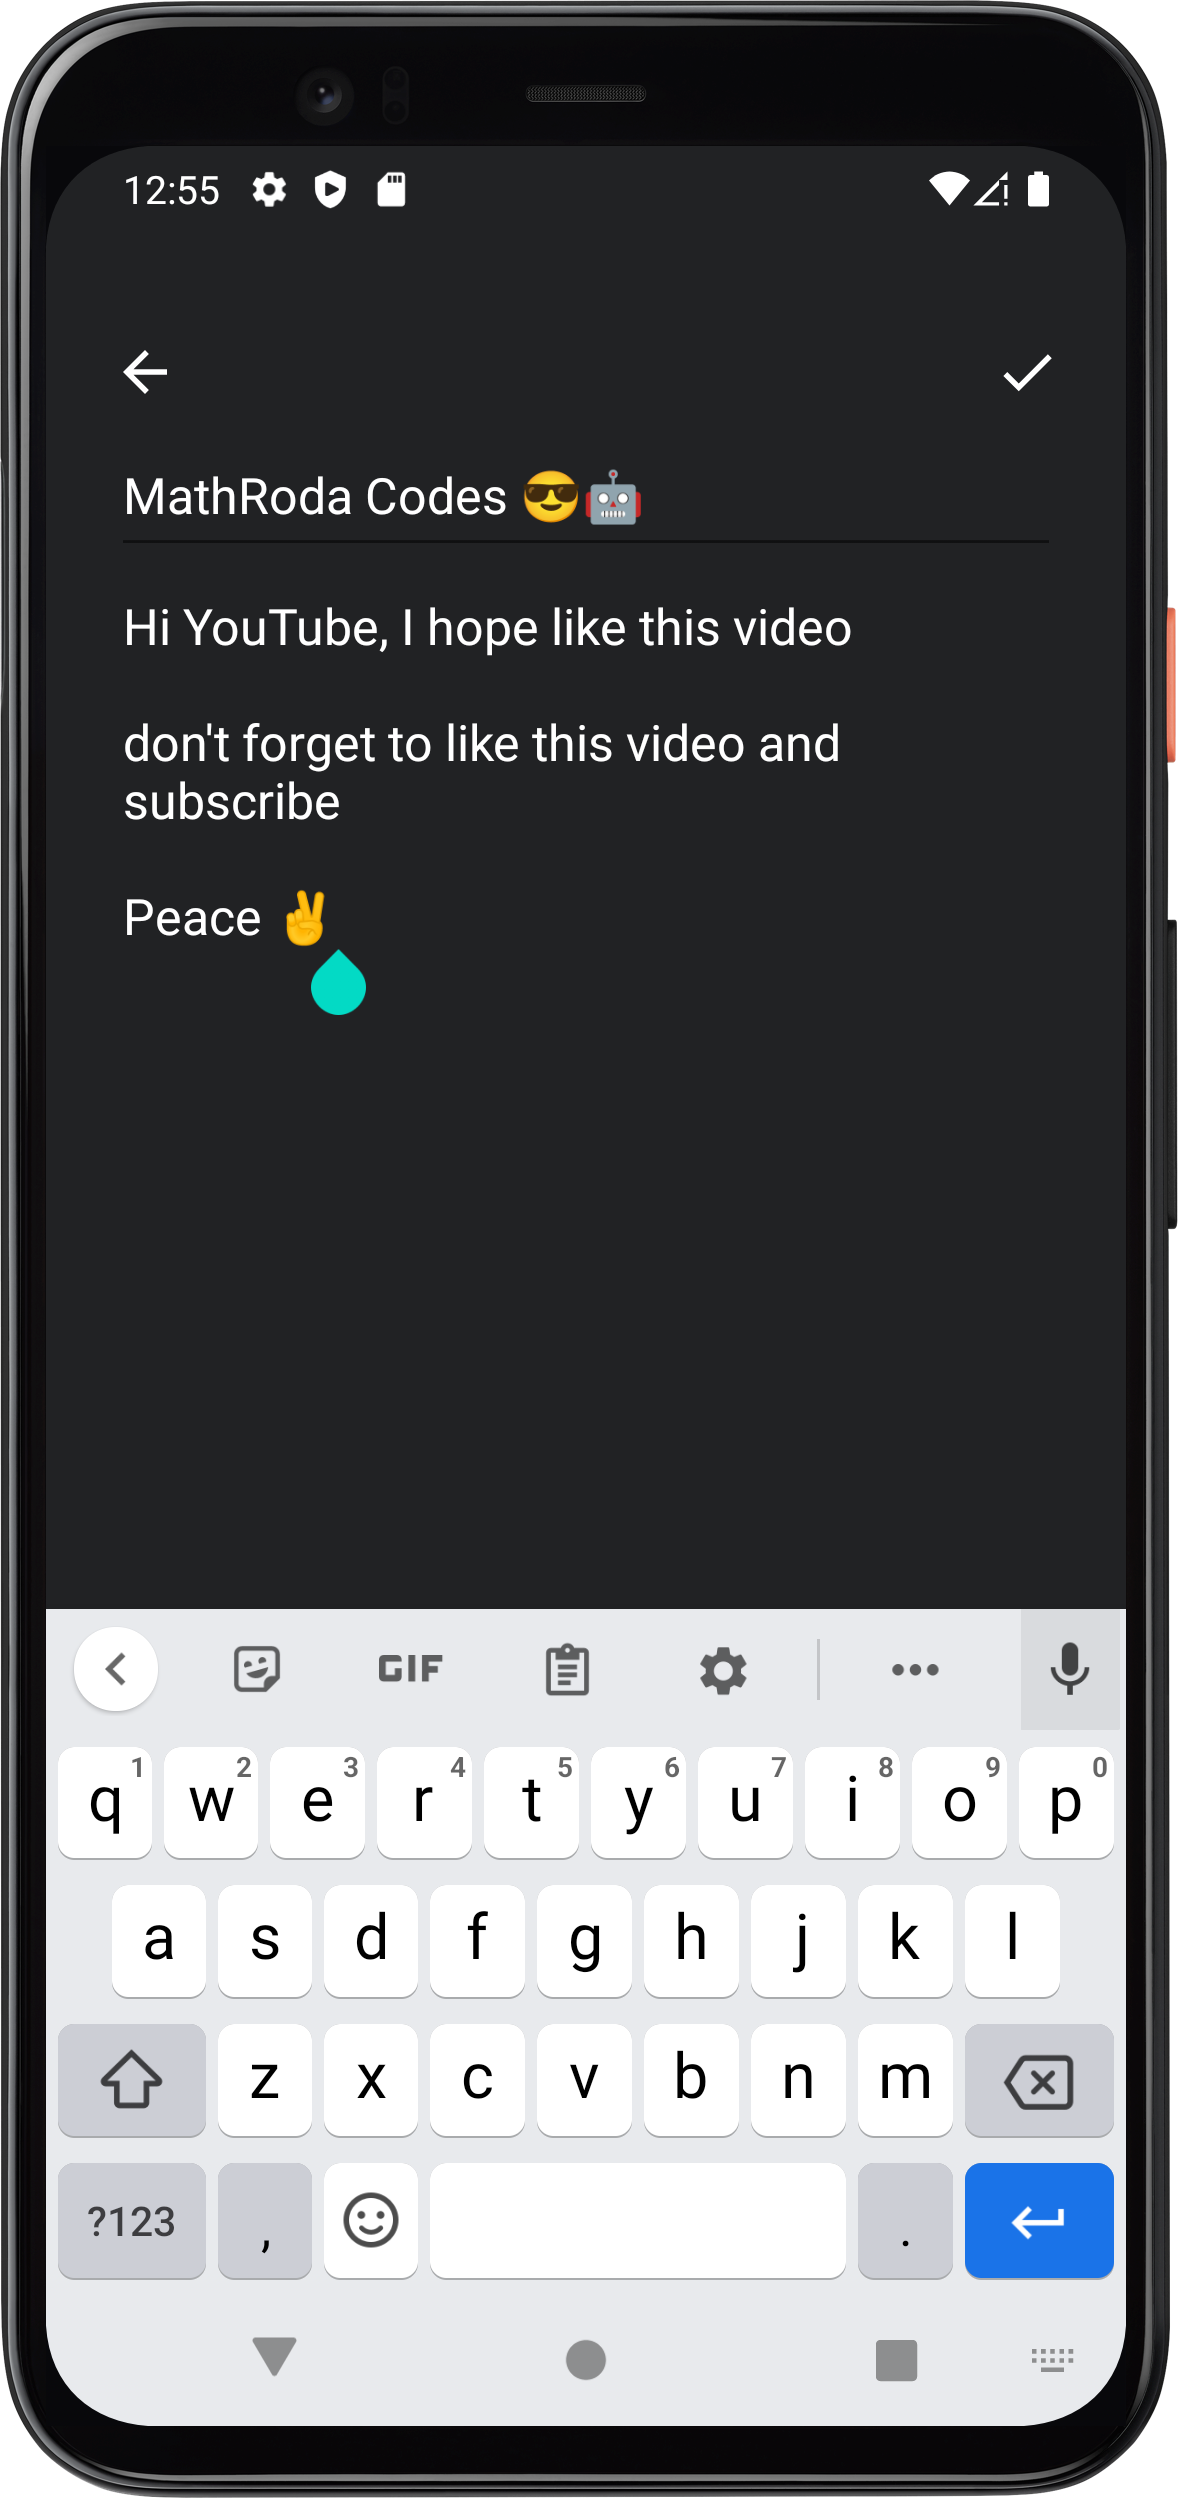 12:55
MathRoda Codes 😎🤖
Hi YouTube, I hope like this video
don't forget to like this video and
subscribe
Peace ✌
GIF
q 1 w 2 e 3 r 4 t 5 y 6 u 7 i 8 o 9 p 0
a s d f g h j k l
z x c v b n m
?123 , .